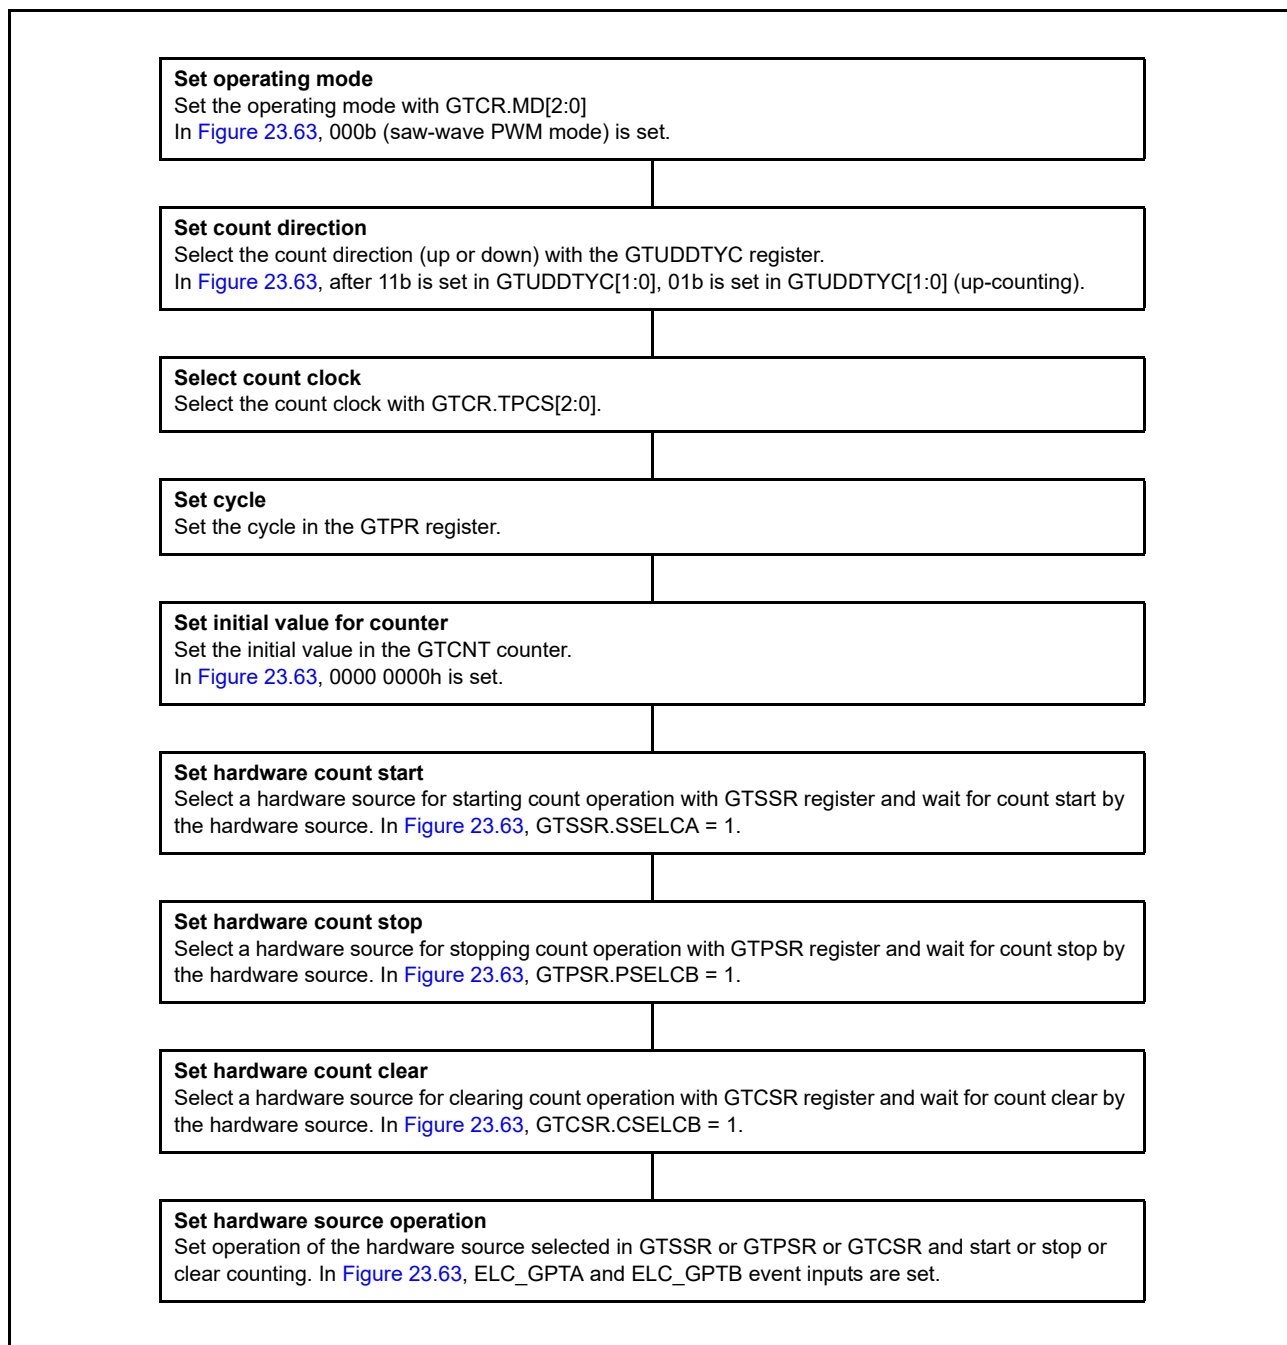 Set operating mode
Set the operating mode with GTCR.MD[2:0]
In Figure 23.63, 000b (saw-wave PWM mode) is set.
Set count direction
Select the count direction (up or down) with the GTUDDTYC register.
In Figure 23.63, after 11b is set in GTUDDTYC[1:0], 01b is set in GTUDDTYC[1:0] (up-counting).
Select count clock
Select the count clock with GTCR.TPCS[2:0].
Set cycle
Set the cycle in the GTPR register.
Set initial value for counter
Set the initial value in the GTCNT counter.
In Figure 23.63, 0000 0000h is set.
Set hardware count start
Select a hardware source for starting count operation with GTSSR register and wait for count start by
the hardware source. In Figure 23.63, GTSSR.SSELCA = 1.
Set hardware count stop
Select a hardware source for stopping count operation with GTPSR register and wait for count stop by
the hardware source. In Figure 23.63, GTPSR.PSELCB = 1.
Set hardware count clear
Select a hardware source for clearing count operation with GTCSR register and wait for count clear by
the hardware source. In Figure 23.63, GTCSR.CSELCB = 1.
Set hardware source operation
Set operation of the hardware source selected in GTSSR or GTPSR or GTCSR and start or stop or
clear counting. In Figure 23.63, ELC_GPTA and ELC_GPTB event inputs are set.